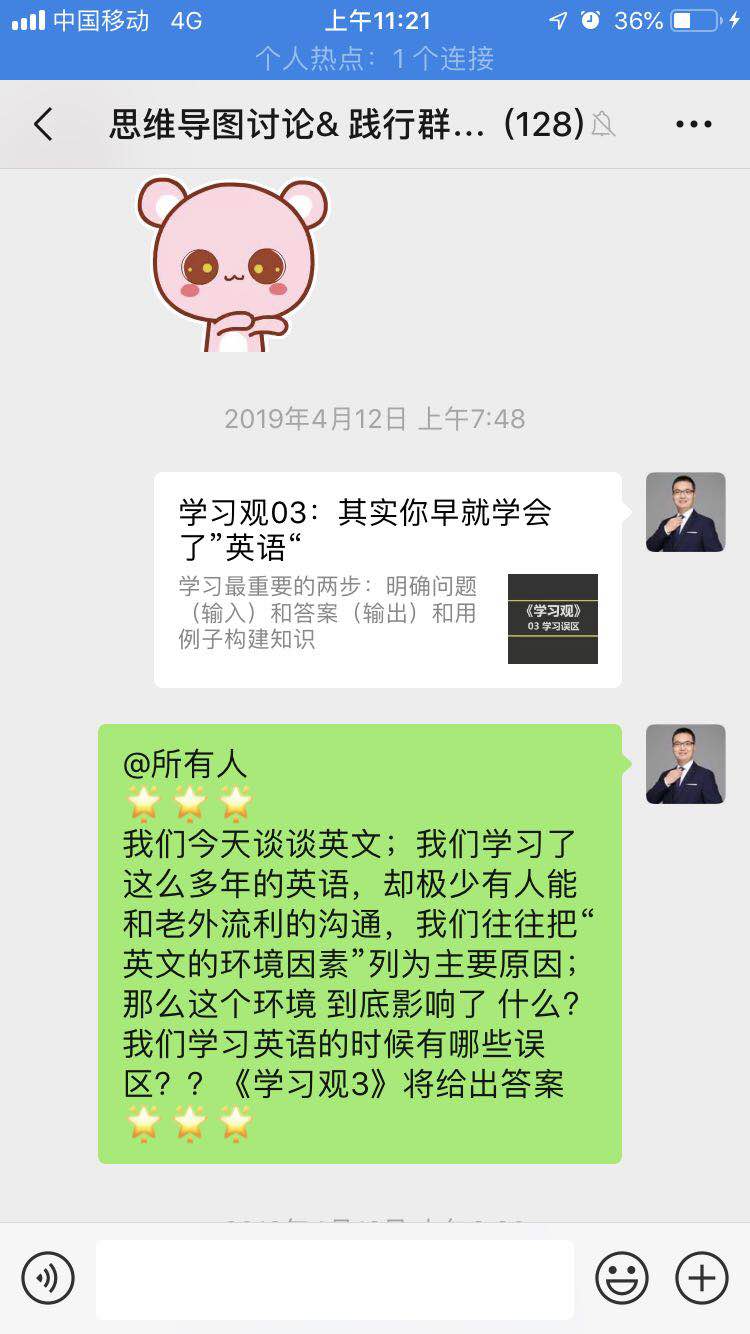 中国移动 4G 上午11:21 36%
个人热点：1 个连接
思维导图讨论& 践行群... (128)
2019年4月12日 上午7:48
学习观03：其实你早就学会
了”英语“
学习最重要的两步：明确问题
（输入）和答案（输出）和用
例子构建知识
《学习观》
03 学习误区
@所有人
我们今天谈谈英文；我们学习了
这么多年的英语，却极少有人能
和老外流利的沟通，我们往往把“
英文的环境因素”列为主要原因；
那么这个环境 到底影响了 什么?
我们学习英语的时候有哪些误
区？？《学习观3》将给出答案